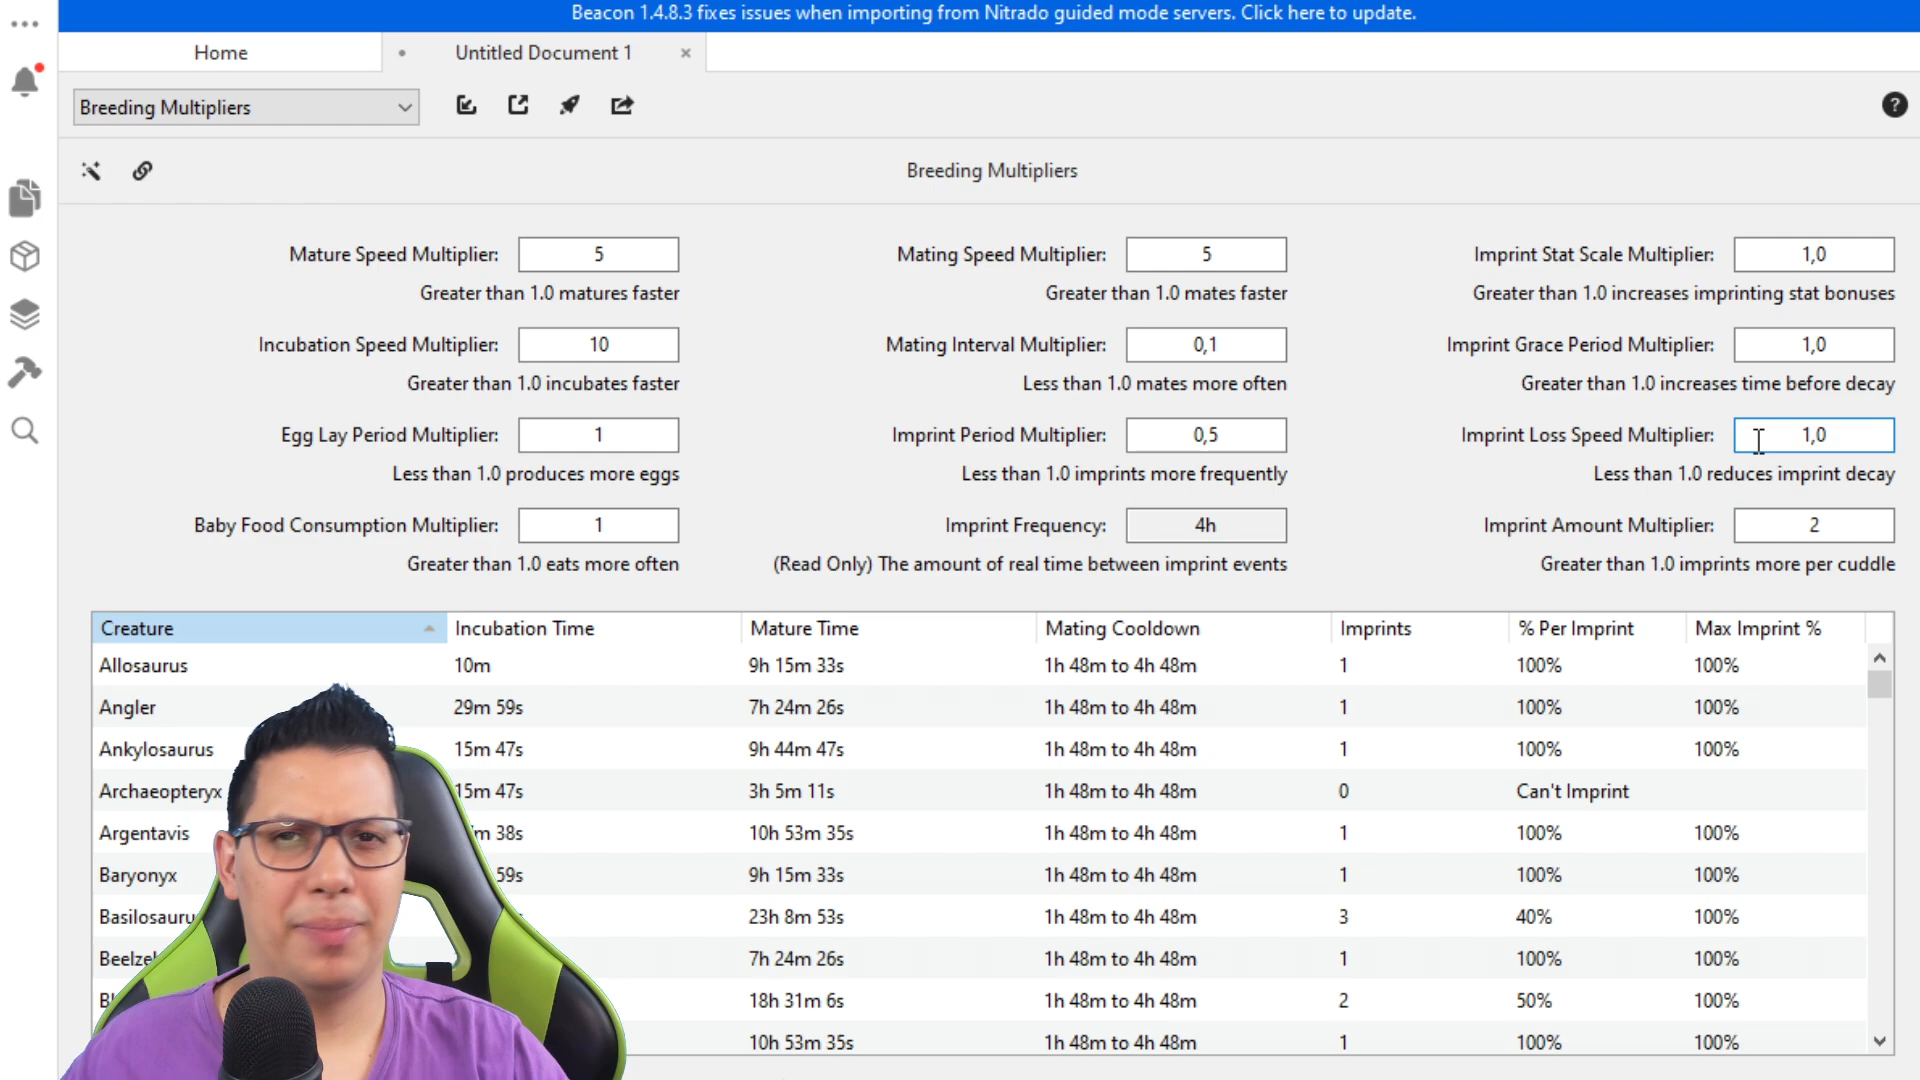 Beacon 1.4.8.3 fixes issues when importing from Nitrado guided mode servers. Click here to update.
Home
Untitled Document 1
Breeding Multipliers
Breeding Multipliers
Mature Speed Multiplier: 5
Greater than 1.0 matures faster
Incubation Speed Multiplier: 10
Greater than 1.0 incubates faster
Egg Lay Period Multiplier: 1
Less than 1.0 produces more eggs
Baby Food Consumption Multiplier: 1
Greater than 1.0 eats more often
Mating Speed Multiplier: 5
Greater than 1.0 mates faster
Mating Interval Multiplier: 0,1
Less than 1.0 mates more often
Imprint Period Multiplier: 0,5
Less than 1.0 imprints more frequently
Imprint Frequency: 4h
(Read Only) The amount of real time between imprint events
Imprint Stat Scale Multiplier: 1,0
Greater than 1.0 increases imprinting stat bonuses
Imprint Grace Period Multiplier: 1,0
Greater than 1.0 increases time before decay
Imprint Loss Speed Multiplier: 1,0
Less than 1.0 reduces imprint decay
Imprint Amount Multiplier: 2
Greater than 1.0 imprints more per cuddle
Creature Incubation Time Mature Time Mating Cooldown Imprints % Per Imprint Max Imprint %
Allosaurus 10m 9h 15m 33s 1h 48m to 4h 48m 1 100% 100%
Angler 29m 59s 7h 24m 26s 1h 48m to 4h 48m 1 100% 100%
Ankylosaurus 15m 47s 9h 44m 47s 1h 48m to 4h 48m 1 100% 100%
Archaeopteryx 15m 47s 3h 5m 11s 1h 48m to 4h 48m 0 Can't Imprint
Argentavis 38s 10h 53m 35s 1h 48m to 4h 48m 1 100% 100%
Baryonyx 59s 9h 15m 33s 1h 48m to 4h 48m 1 100% 100%
Basilosauru 23h 8m 53s 1h 48m to 4h 48m 3 40% 100%
Beelze 7h 24m 26s 1h 48m to 4h 48m 1 100% 100%
18h 31m 6s 1h 48m to 4h 48m 2 50% 100%
10h 53m 35s 1h 48m to 4h 48m 1 100% 100%